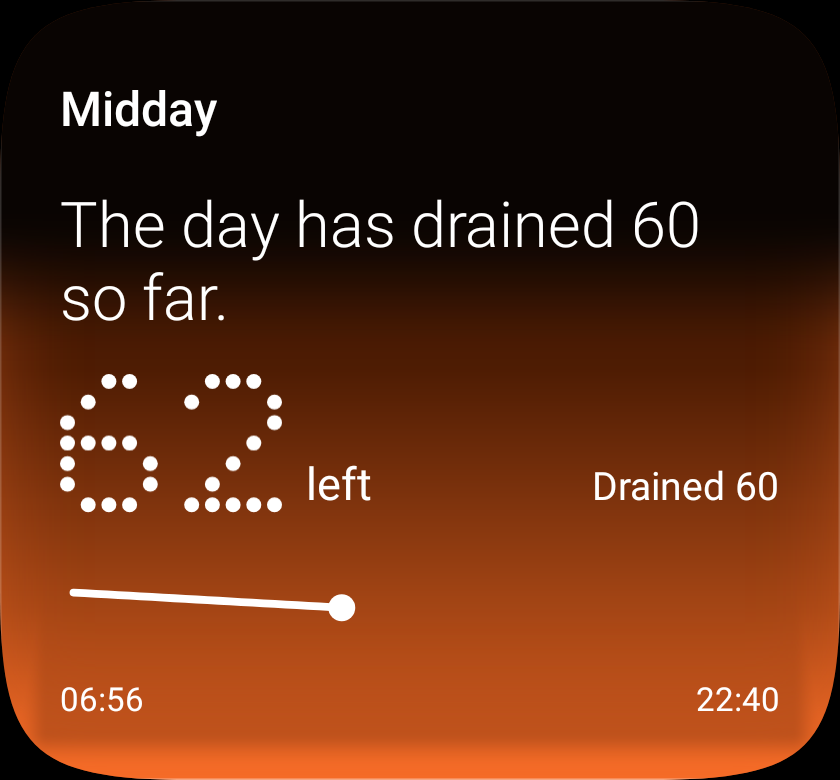 Midday
The day has drained 60
so far.
62 left
Drained 60
06:56
22:40